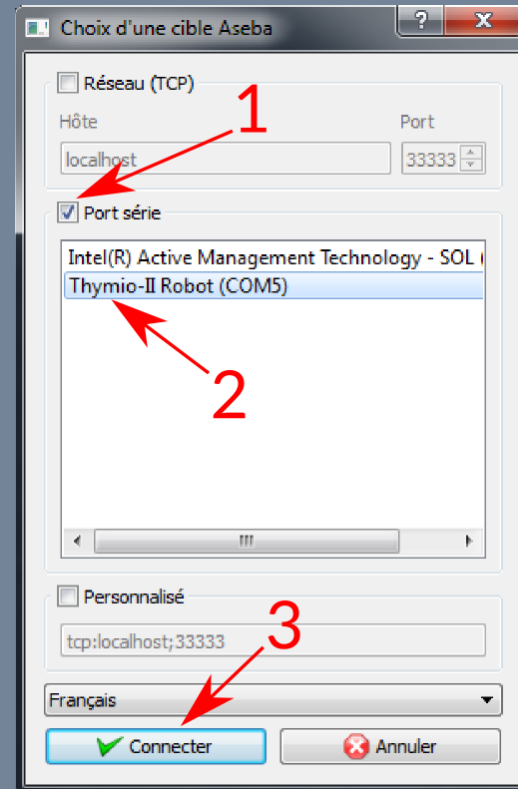 Choix d'une cible Aseba
?
x
Réseau (TCP)
1
Hôte
Port
localhost
33333
Port série
Intel(R) Active Management Technology - SOL (
Thymio-II Robot (COM5)
2
Personnalisé
3
tcp:localhost;33333
Français
Connecter
Annuler